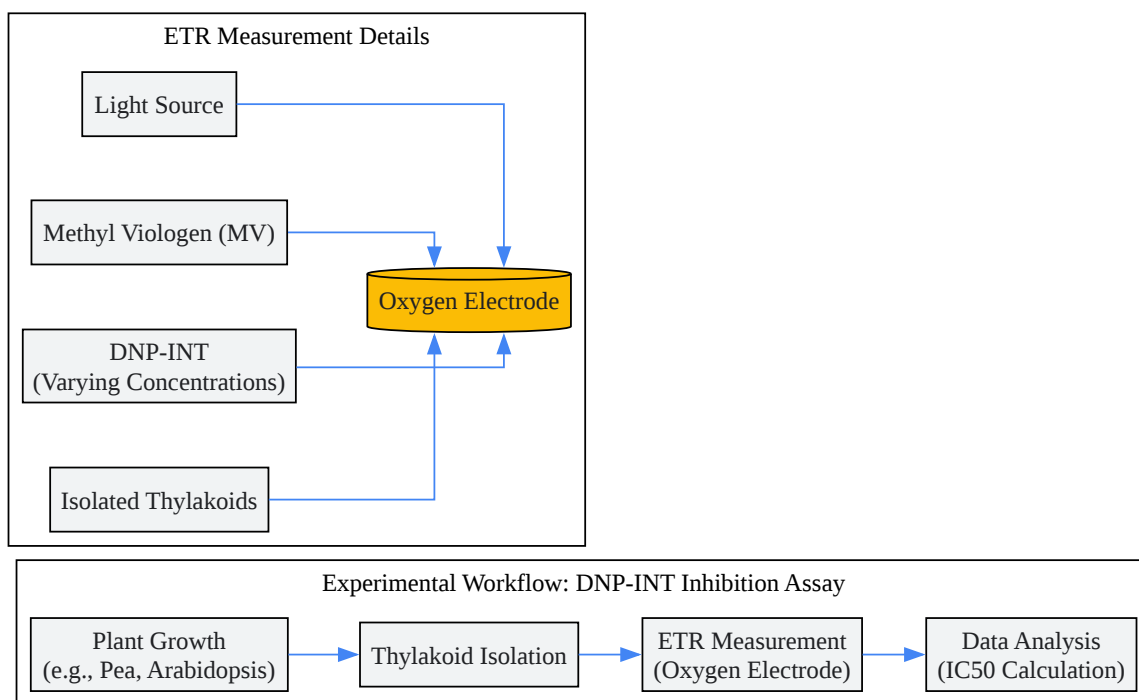 ETR Measurement Details
Light Source
Methyl Viologen (MV)
Oxygen Electrode
DNP-INT
(Varying Concentrations)
Isolated Thylakoids
Experimental Workflow: DNP-INT Inhibition Assay
Plant Growth
(e.g., Pea, Arabidopsis)
Thylakoid Isolation
ETR Measurement
(Oxygen Electrode)
Data Analysis
(IC50 Calculation)